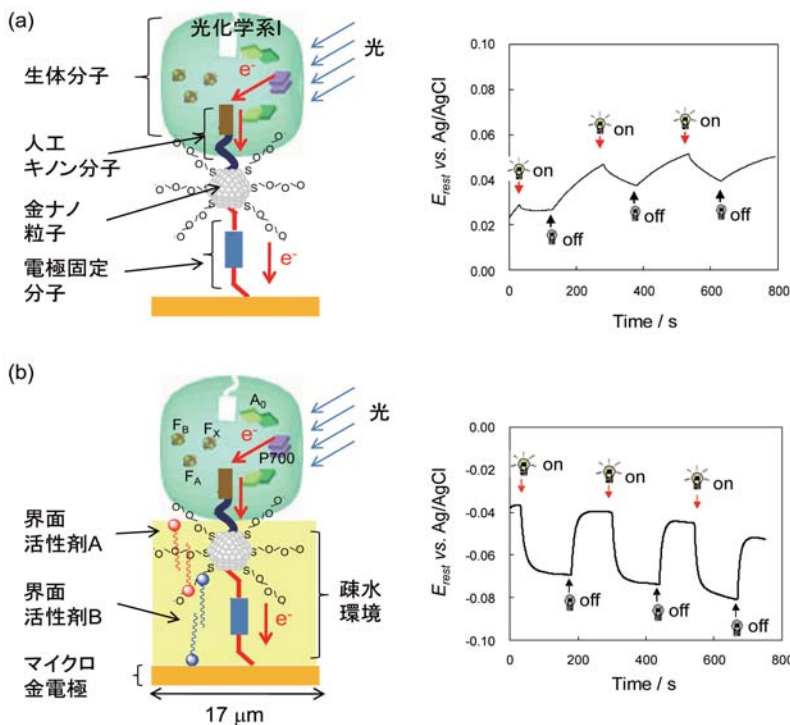 (a)
光化学系I
光
生体分子
e-
人工
キノン分子
金ナノ
粒子
電極固定
分子
S
S
S
S
S
S
O
O
O
O
O
O
O
O
O
O
O
O
e-
0.10
0.08
0.06
0.04
0.02
0.00
Erest vs. Ag/AgCl
on
on
on
off
off
off
0
200
400
600
800
Time / s
(b)
光
A0
FB
FX
e-
P700
FA
界面
活性剤A
界面
活性剤B
S
S
S
S
S
S
O
O
O
O
O
O
O
O
O
O
O
O
疎水
環境
e-
マイクロ
金電極
17 μm
-0.00
-0.02
-0.04
-0.06
-0.08
-0.10
Erest vs. Ag/AgCl
on
on
on
off
off
off
0
200
400
600
800
Time / s